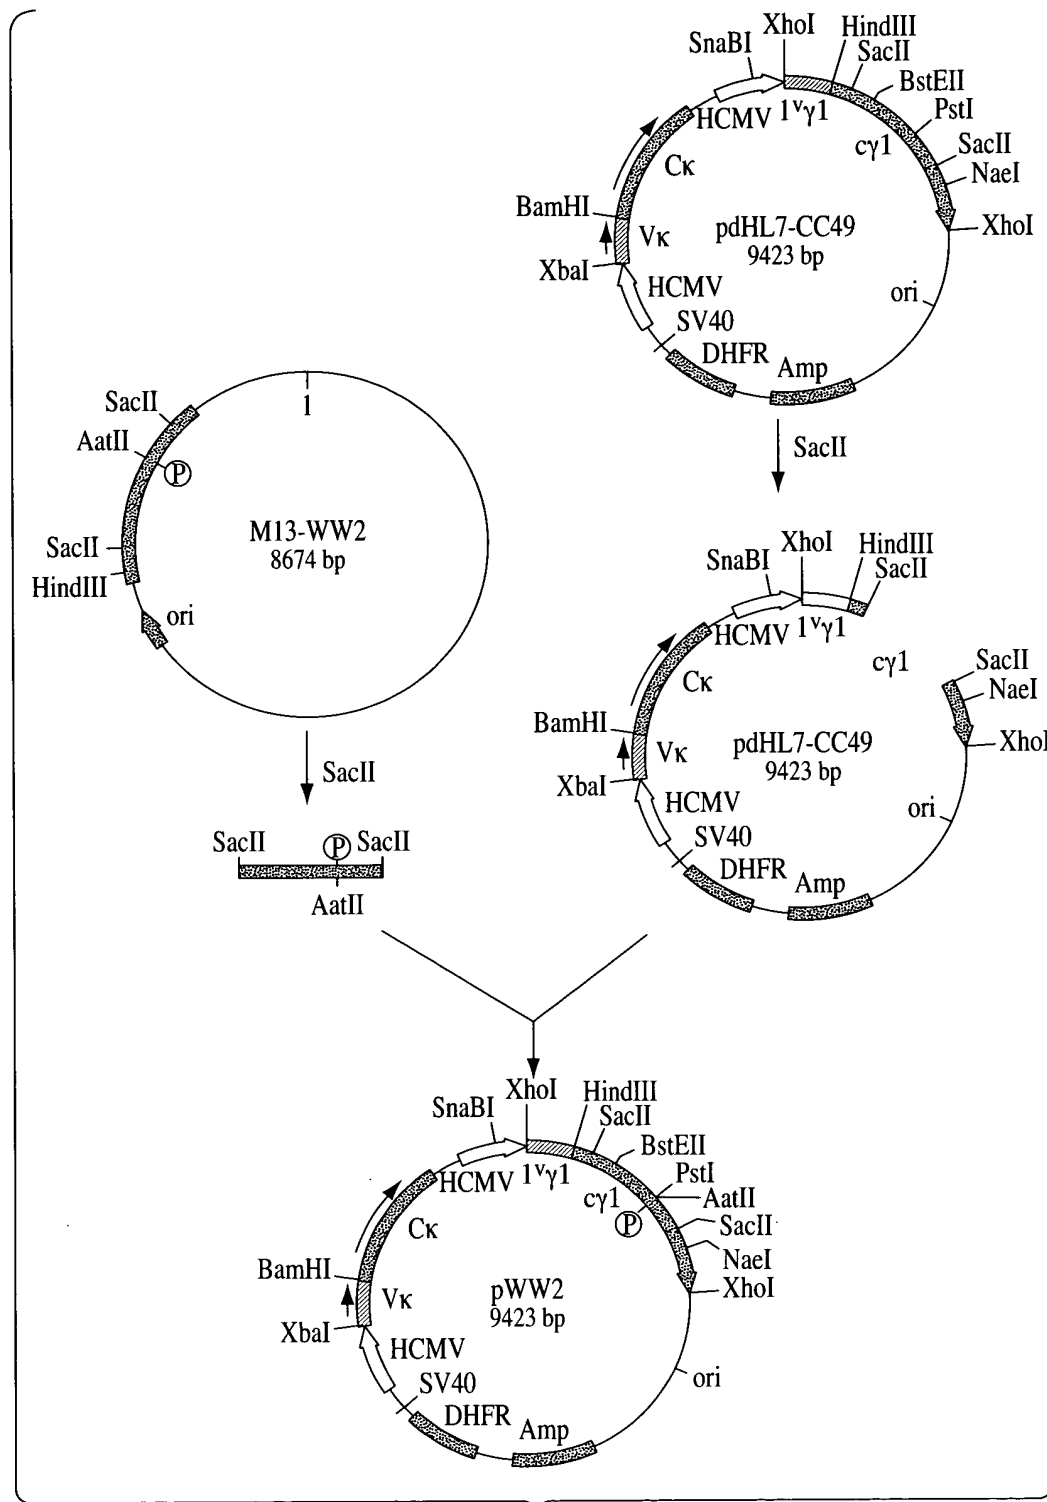 XhoI
SnaBI
HindIII
SacII
BstEII
PstI
HCMV
1ᵛγ1
cγ1
SacII
NaeI
Cκ
BamHI
Vκ
pdHL7-CC49
9423 bp
XhoI
XbaI
HCMV
ori
SV40
DHFR
Amp
SacII
1
SacII
AatII
P
M13-WW2
8674 bp
SacII
HindIII
ori
SacII
SacII
P
SacII
AatII
XhoI
SnaBI
HindIII
SacII
HCMV
1ᵛγ1
cγ1
SacII
NaeI
Cκ
BamHI
Vκ
pdHL7-CC49
9423 bp
XhoI
XbaI
HCMV
ori
SV40
DHFR
Amp
XhoI
SnaBI
HindIII
SacII
BstEII
PstI
HCMV
1ᵛγ1
cγ1
AatII
P
SacII
Cκ
NaeI
BamHI
Vκ
pWW2
9423 bp
XhoI
XbaI
HCMV
ori
SV40
DHFR
Amp